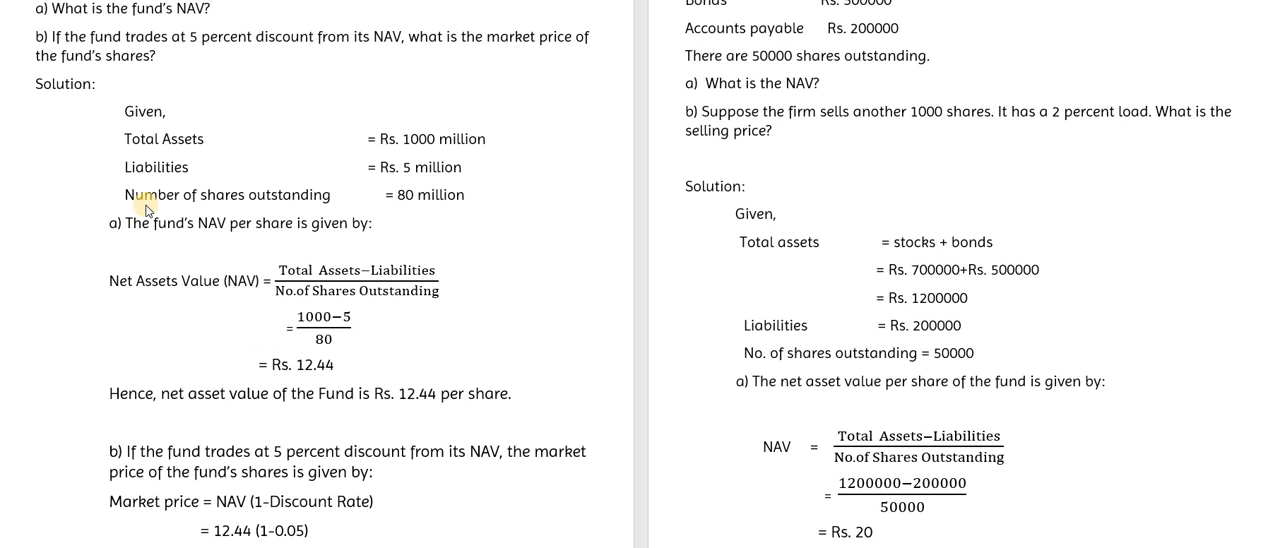 a) What is the fund's NAV?
b) If the fund trades at 5 percent discount from its NAV, what is the market price of
the fund's shares?
Solution:
Given,
Total Assets = Rs. 1000 million
Liabilities = Rs. 5 million
Number of shares outstanding = 80 million
a) The fund's NAV per share is given by:
Net Assets Value (NAV) = Total Assets−Liabilities
No.of Shares Outstanding
= 1000−5
80
= Rs. 12.44
Hence, net asset value of the Fund is Rs. 12.44 per share.
b) If the fund trades at 5 percent discount from its NAV, the market
price of the fund's shares is given by:
Market price = NAV (1-Discount Rate)
= 12.44 (1-0.05)
Bonds Rs. 500000
Accounts payable Rs. 200000
There are 50000 shares outstanding.
a) What is the NAV?
b) Suppose the firm sells another 1000 shares. It has a 2 percent load. What is the
selling price?
Solution:
Given,
Total assets = stocks + bonds
= Rs. 700000+Rs. 500000
= Rs. 1200000
Liabilities = Rs. 200000
No. of shares outstanding = 50000
a) The net asset value per share of the fund is given by:
NAV = Total Assets−Liabilities
No.of Shares Outstanding
= 1200000−200000
50000
= Rs. 20